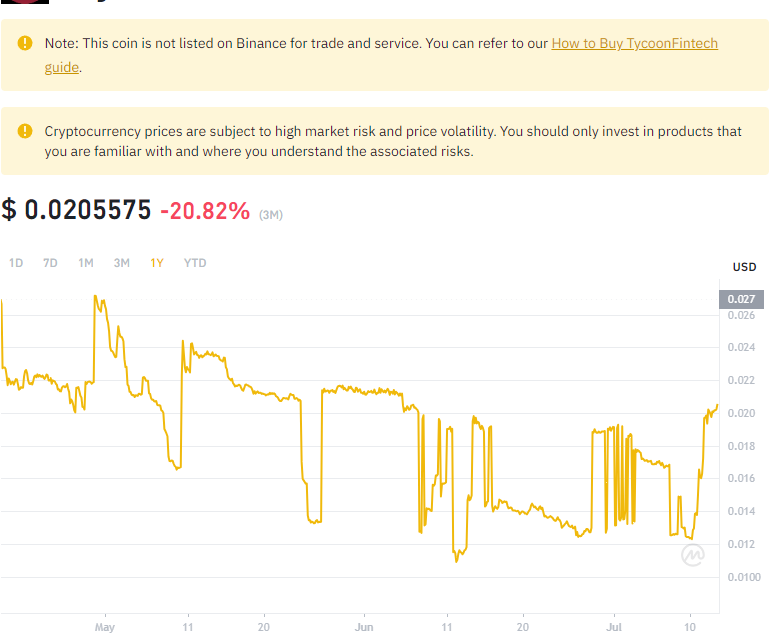 Note: This coin is not listed on Binance for trade and service. You can refer to our How to Buy TycoonFintech
guide.
Cryptocurrency prices are subject to high market risk and price volatility. You should only invest in products that
you are familiar with and where you understand the associated risks.
$ 0.0205575 -20.82% (3M)
1D 7D 1M 3M 1Y YTD
USD
0.027
0.026
0.024
0.022
0.020
0.018
0.016
0.014
0.012
0.0100
May 11 20 Jun 11 20 Jul 10